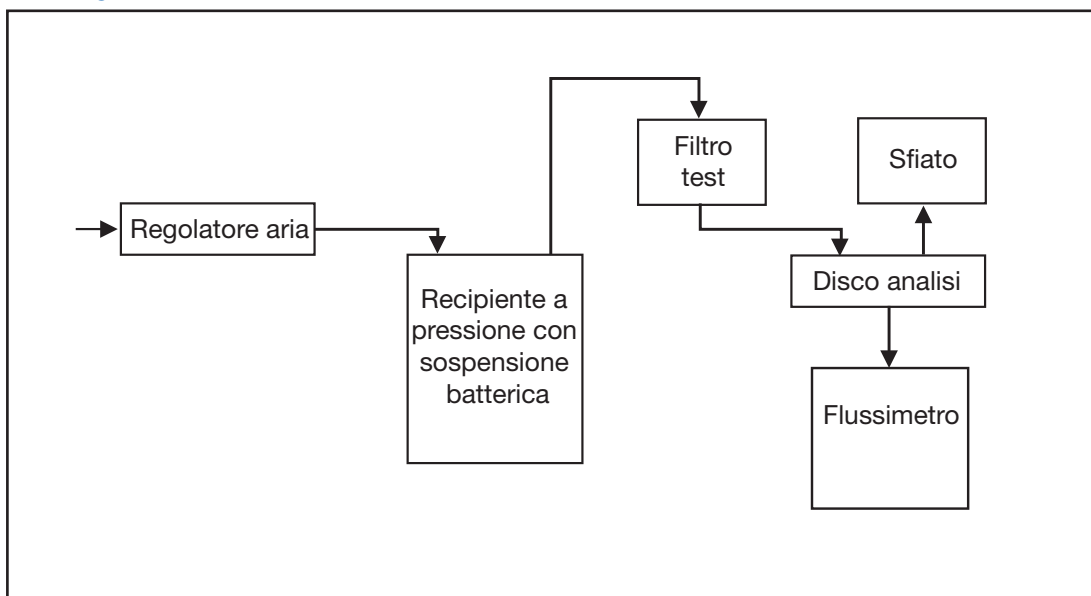 Filtro
test
Sfiato
Regolatore aria
Disco analisi
Recipiente a
pressione con
sospensione
batterica
Flussimetro